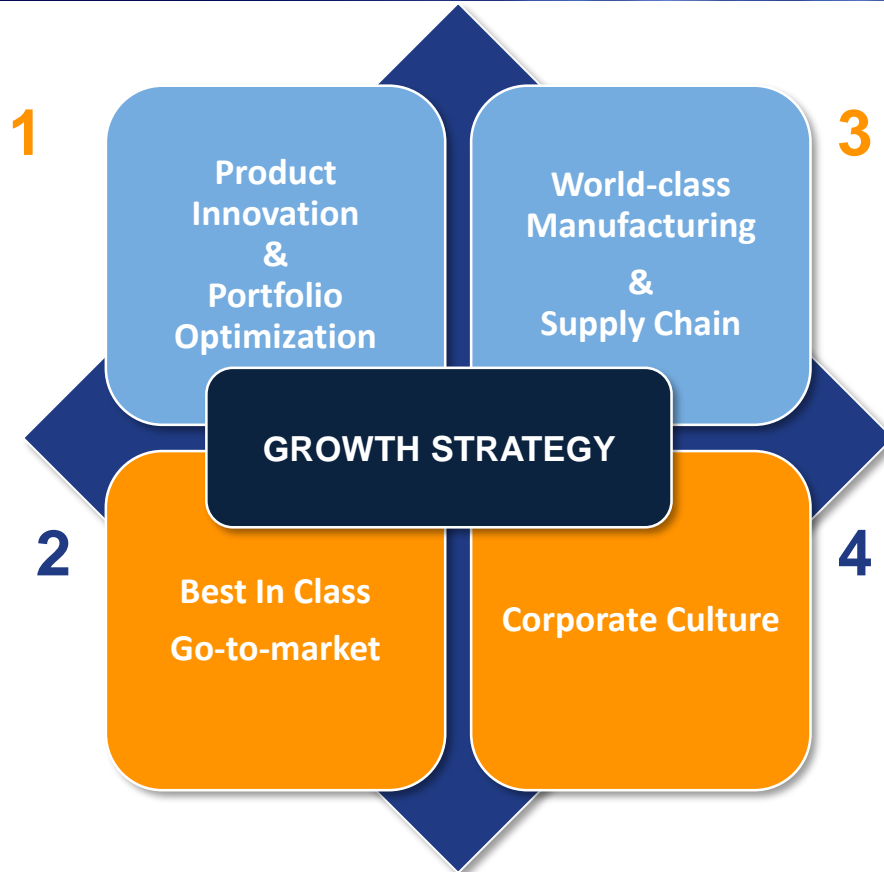 1
Product
Innovation
&
Portfolio
Optimization
3
World-class
Manufacturing
&
Supply Chain
GROWTH STRATEGY
2
Best In Class
Go-to-market
4
Corporate Culture